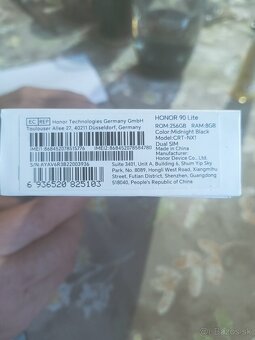 EC REP Honor Technologies Germany GmbH
Toulouser Allee 27, 40211 Düsseldorf, Germany
S/N:AYAV6R3B22003936
6 936520 825103
HONOR 90 Lite
ROM:256GB RAM:8GB
Color:Midnight Black
Model:CRT-NX1
Dual SIM
Made in China
Manufacturer:
Honor Device Co., Ltd.
Suite 3401, Unit A, Building 6, Shum Yip Sky
Park, No. 8089, Hongli West Road, Xiangmihu
Street, Futian District, Shenzhen, Guangdong
518040, People's Republic of China
bazos.sk